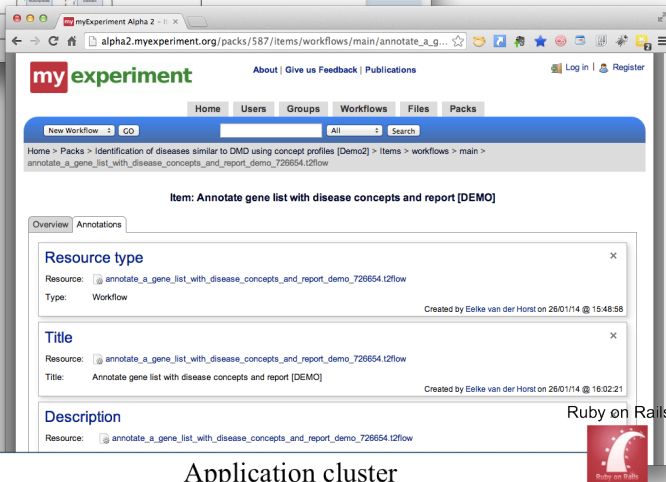 myExperiment Alpha 2 - It
alpha2.myexperiment.org/packs/587/items/workflows/main/annotate_a_g...
my experiment
About | Give us Feedback | Publications
Log in | Register
Home Users Groups Workflows Files Packs
New Workflow GO All Search
Home > Packs > Identification of diseases similar to DMD using concept profiles [Demo2] > Items > workflows > main >
annotate_a_gene_list_with_disease_concepts_and_report_demo_726654.t2flow
Item: Annotate gene list with disease concepts and report [DEMO]
Overview Annotations
Resource type
Resource: annotate_a_gene_list_with_disease_concepts_and_report_demo_726654.t2flow
Type: Workflow
Created by Eelke van der Horst on 26/01/14 @ 15:48:58
Title
Resource: annotate_a_gene_list_with_disease_concepts_and_report_demo_726654.t2flow
Title: Annotate gene list with disease concepts and report [DEMO]
Created by Eelke van der Horst on 26/01/14 @ 16:02:21
Description
Resource: annotate_a_gene_list_with_disease_concepts_and_report_demo_726654.t2flow
Ruby øn Rails
Ruby on Rails
Application cluster